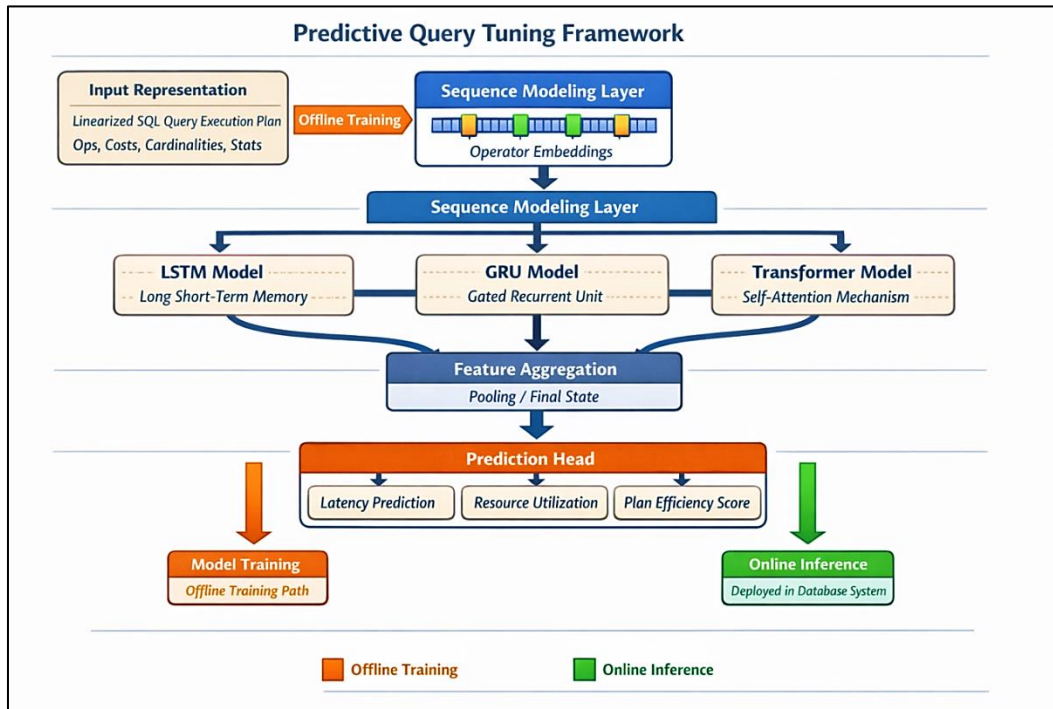 Predictive Query Tuning Framework
Input Representation
Linearized SQL Query Execution Plan
Ops, Costs, Cardinalities, Stats
Offline Training
Sequence Modeling Layer
Operator Embeddings
Sequence Modeling Layer
LSTM Model
Long Short-Term Memory
GRU Model
Gated Recurrent Unit
Transformer Model
Self-Attention Mechanism
Feature Aggregation
Pooling / Final State
Prediction Head
Latency Prediction
Resource Utilization
Plan Efficiency Score
Model Training
Offline Training Path
Online Inference
Deployed in Database System
Offline Training
Online Inference